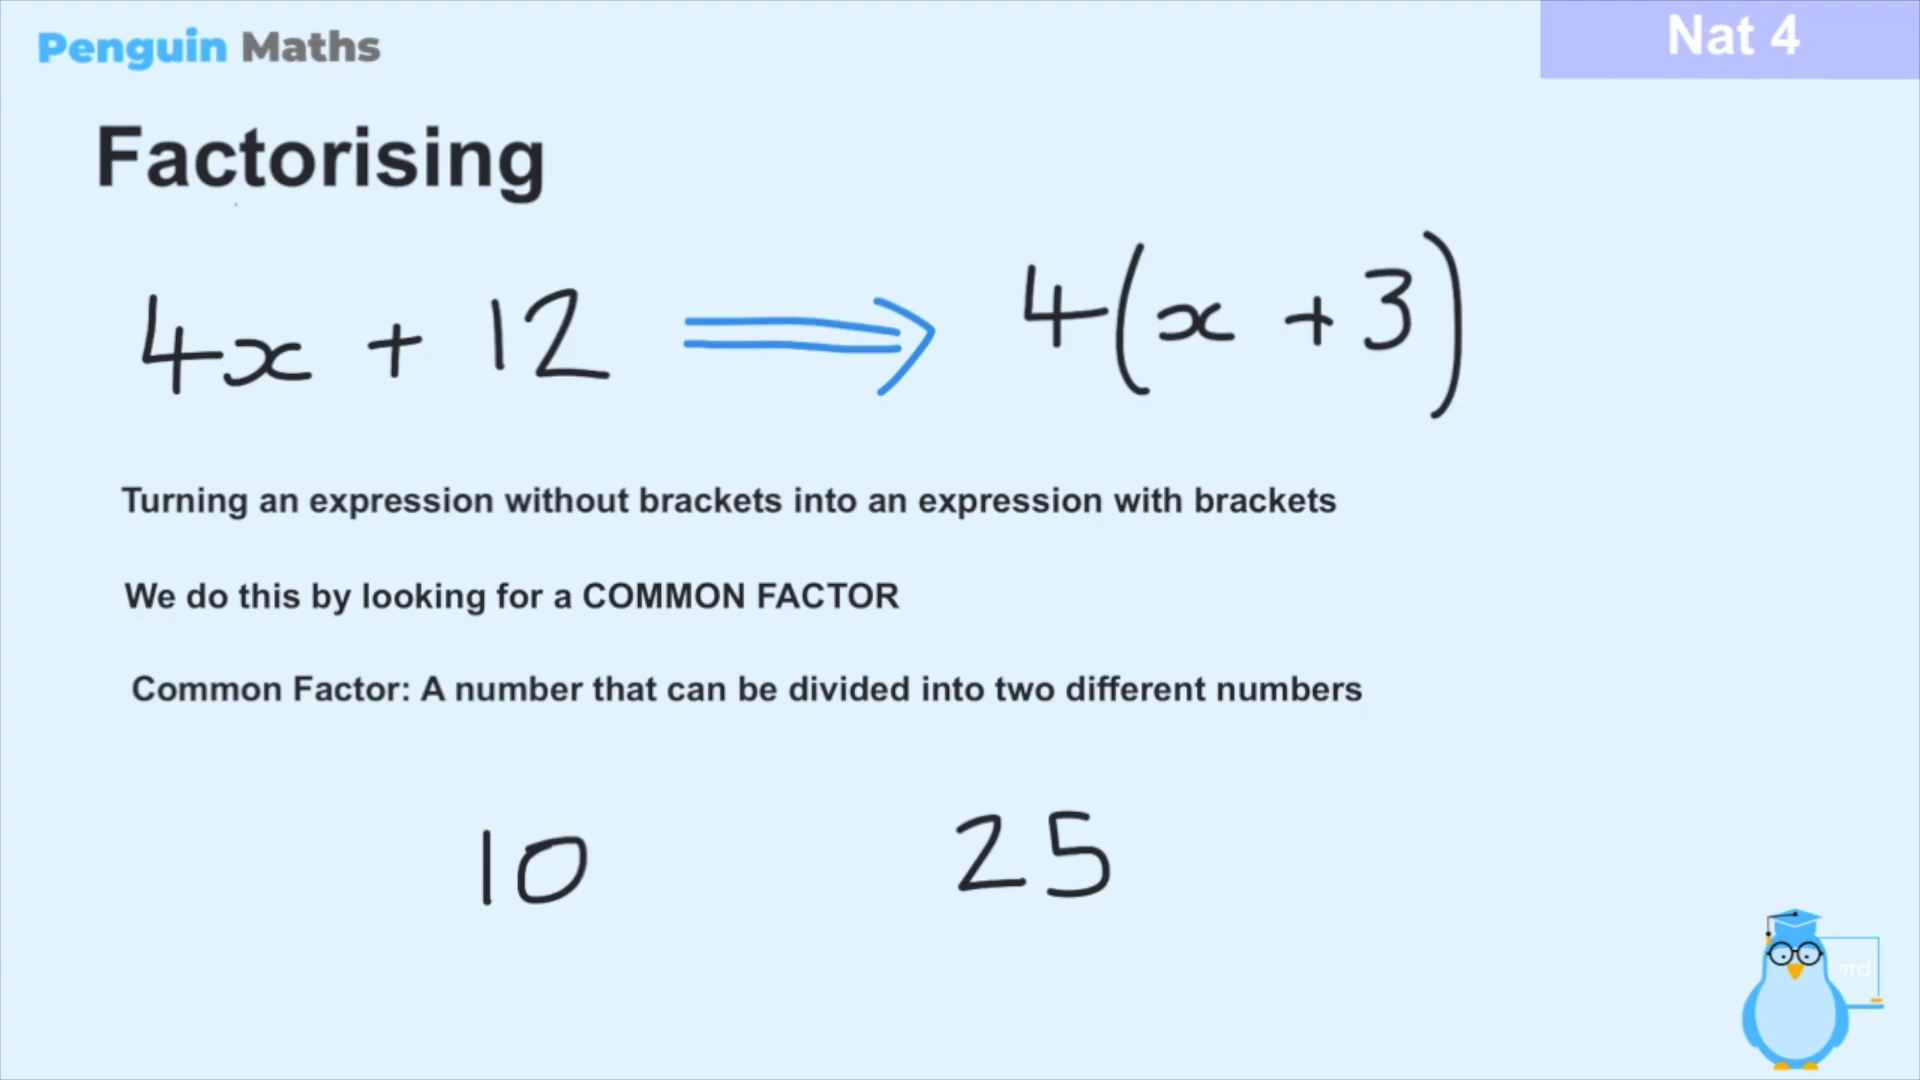 Penguin Maths
Nat 4
Factorising
4x + 12 ⟹ 4(x + 3)
Turning an expression without brackets into an expression with brackets
We do this by looking for a COMMON FACTOR
Common Factor: A number that can be divided into two different numbers
10 25